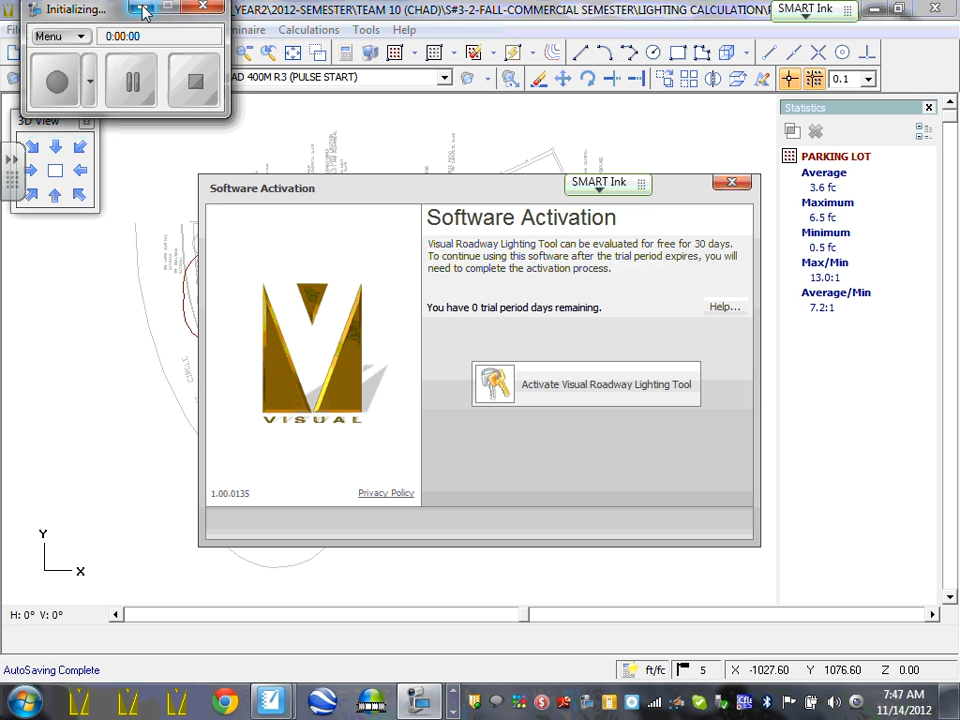 Initializing...
_YEAR2\2012-SEMESTER\TEAM 10 (CHAD)\S#3-2-FALL-COMMERCIAL SEMESTER\LIGHTING CALCULATION\
SMART Ink
Menu
0:00:00
Calculations
Tools
Help
AD 400M R3 (PULSE START)
0.1
3D View
Statistics
PARKING LOT
Average
3.6 fc
Maximum
6.5 fc
Minimum
0.5 fc
Max/Min
13.0:1
Average/Min
7.2:1
Software Activation
SMART Ink
Software Activation
Visual Roadway Lighting Tool can be evaluated for free for 30 days.
To continue using this software after the trial period expires, you will
need to complete the activation process.
You have 0 trial period days remaining.
Help...
Activate Visual Roadway Lighting Tool
VISUAL
1.00.0135
Privacy Policy
CIRCLE
Y
X
H: 0° V: 0°
AutoSaving Complete
ft/fc
5
X -1027.60
Y 1076.60
Z 0.00
7:47 AM
11/14/2012